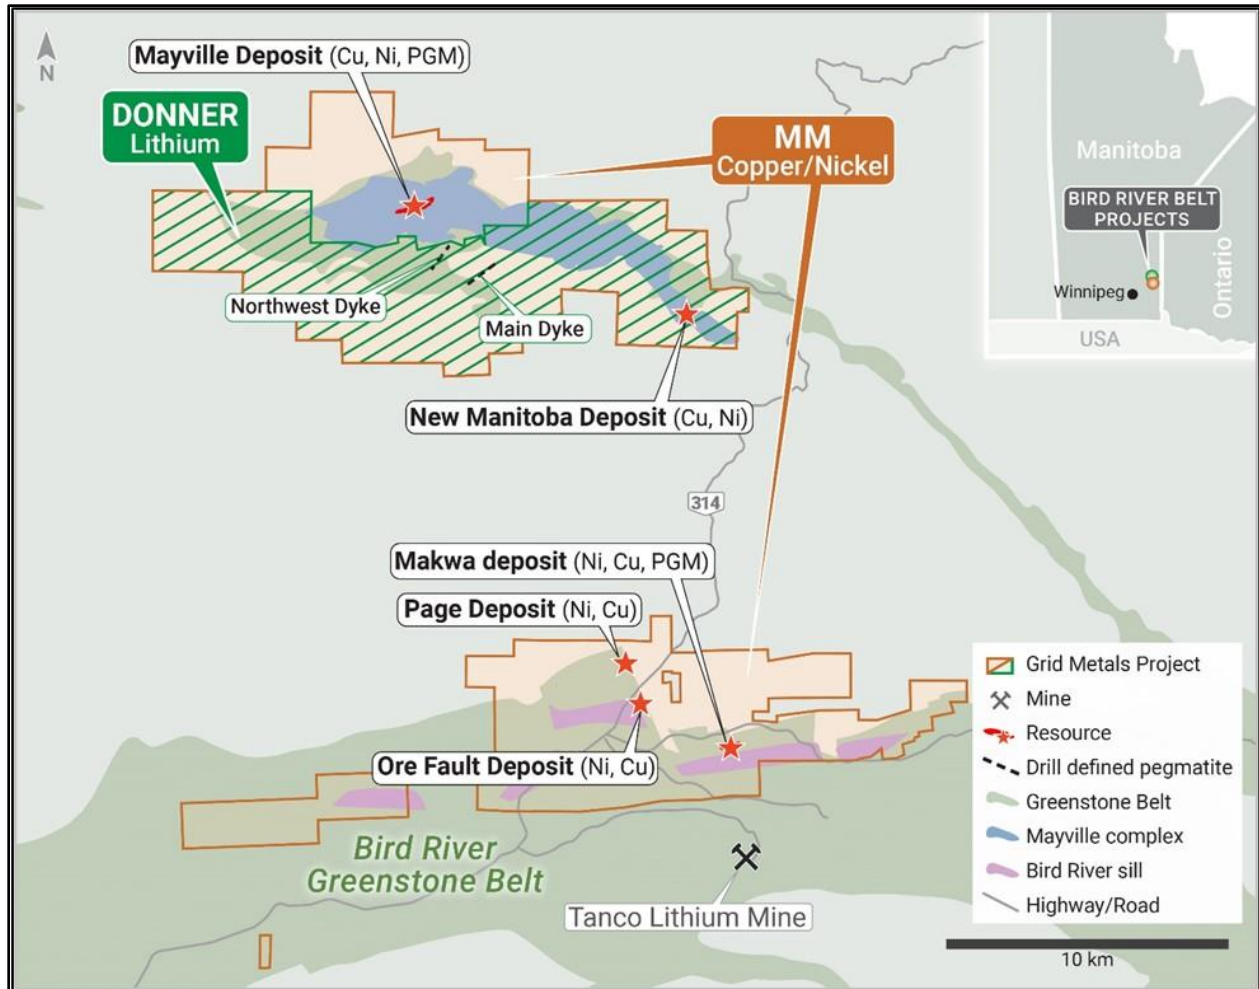 N
Mayville Deposit (Cu, Ni, PGM)
DONNER
Lithium
MM
Copper/Nickel
Manitoba
BIRD RIVER BELT
PROJECTS
Ontario
Winnipeg
USA
Northwest Dyke
Main Dyke
New Manitoba Deposit (Cu, Ni)
314
Makwa deposit (Ni, Cu, PGM)
Page Deposit (Ni, Cu)
Ore Fault Deposit (Ni, Cu)
Bird River
Greenstone Belt
Tanco Lithium Mine
Grid Metals Project
Mine
Resource
Drill defined pegmatite
Greenstone Belt
Mayville complex
Bird River sill
Highway/Road
10 km